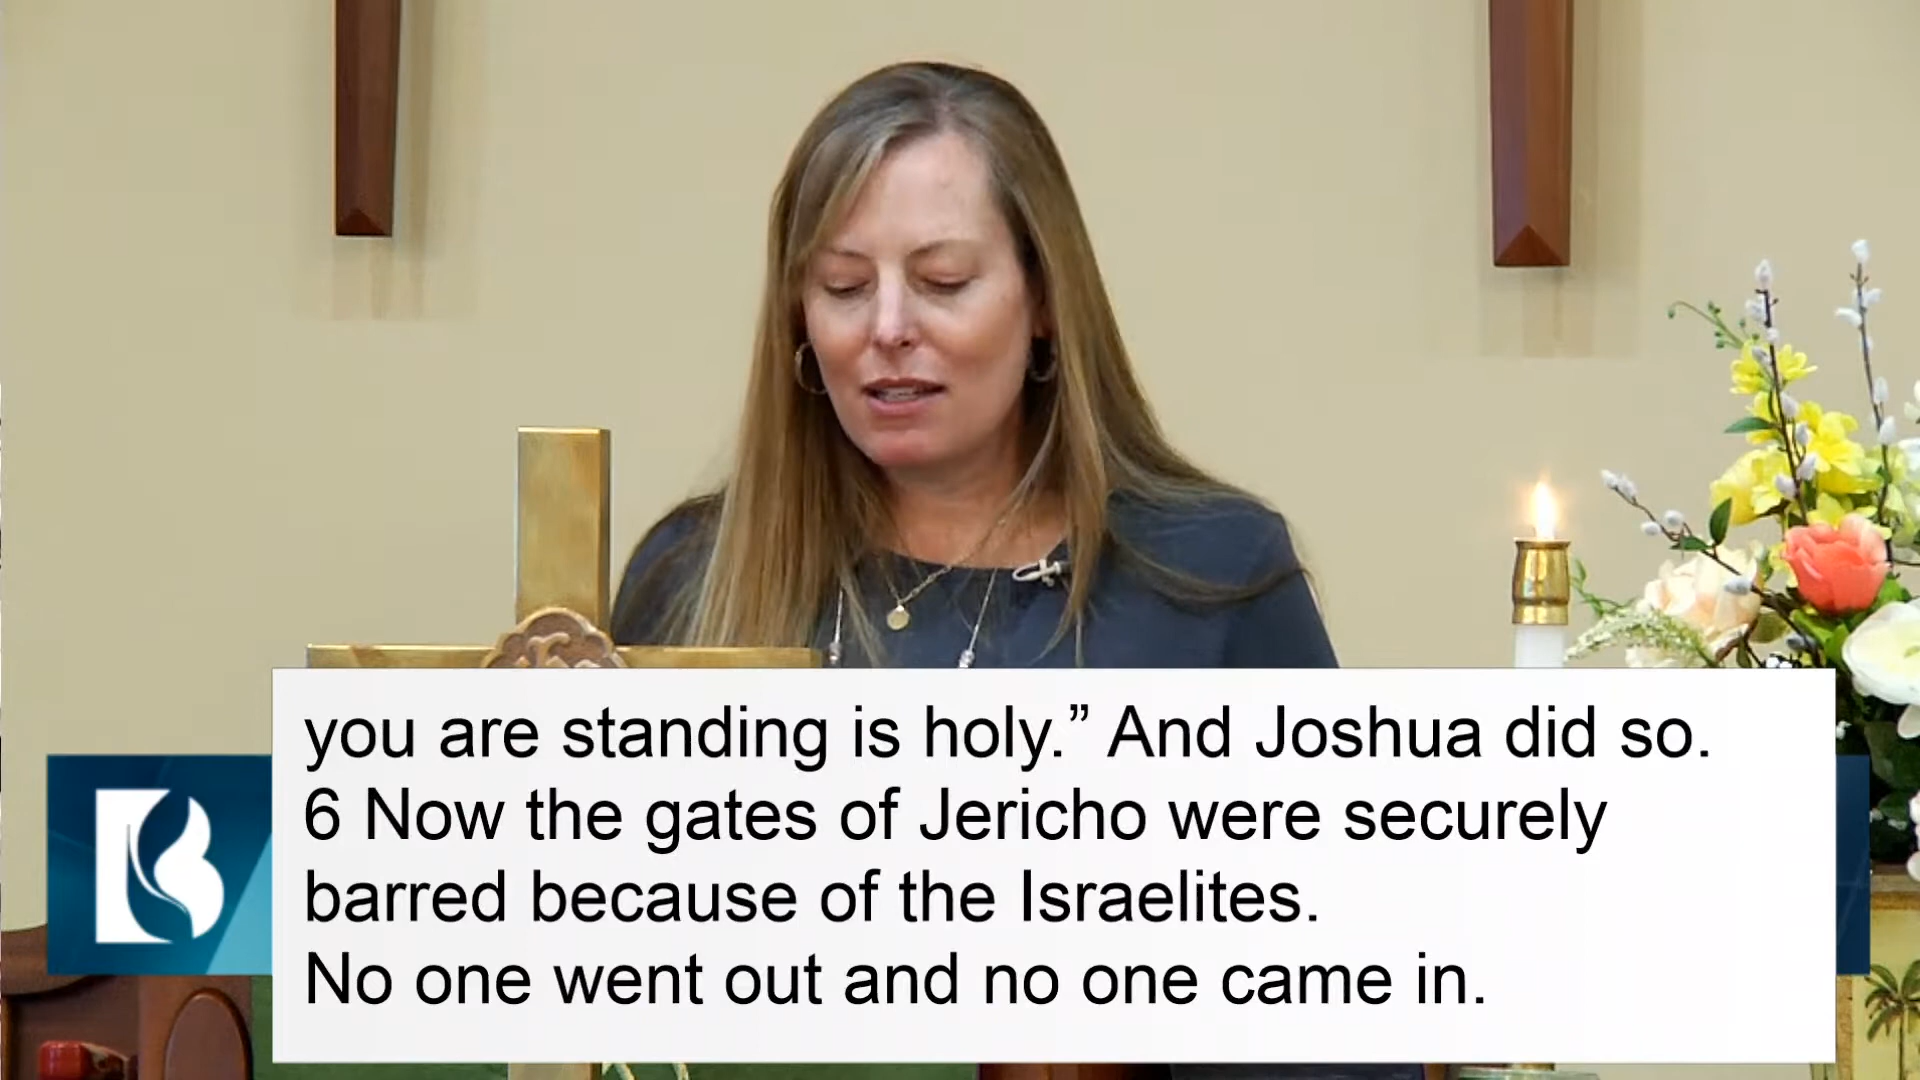 you are standing is holy.” And Joshua did so.
6 Now the gates of Jericho were securely
barred because of the Israelites.
No one went out and no one came in.